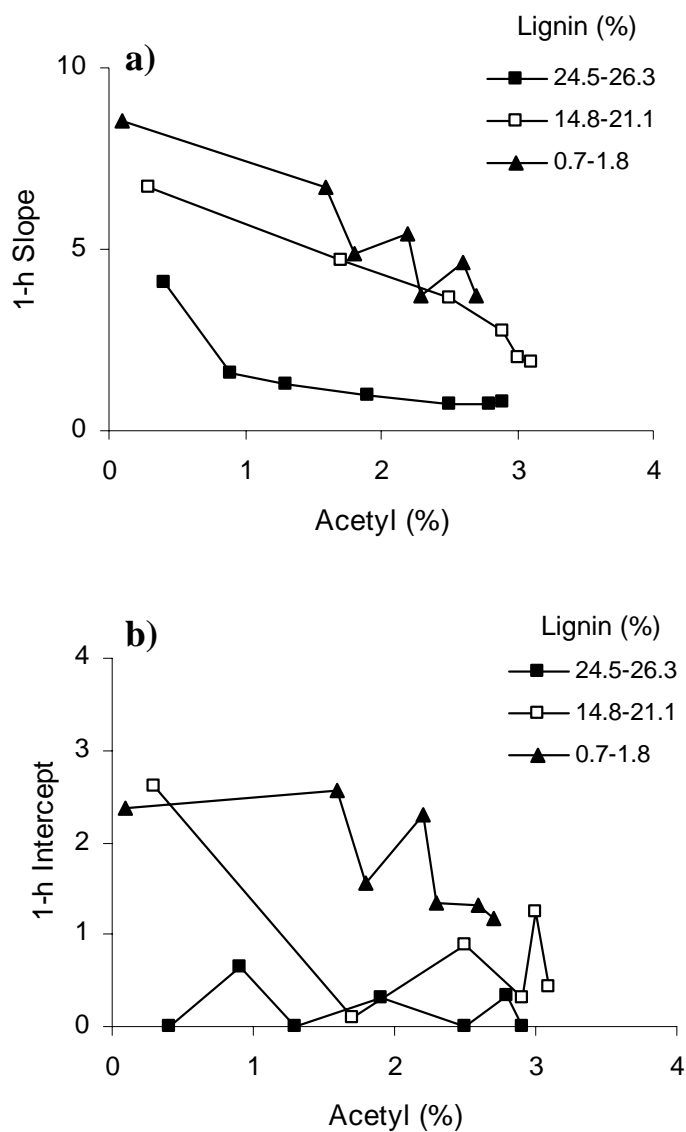 a)
Lignin (%)
24.5-26.3
14.8-21.1
0.7-1.8
10
5
0
1-h Slope
0 1 2 3 4
Acetyl (%)
b)
Lignin (%)
24.5-26.3
14.8-21.1
0.7-1.8
4
3
2
1
0
1-h Intercept
0 1 2 3 4
Acetyl (%)